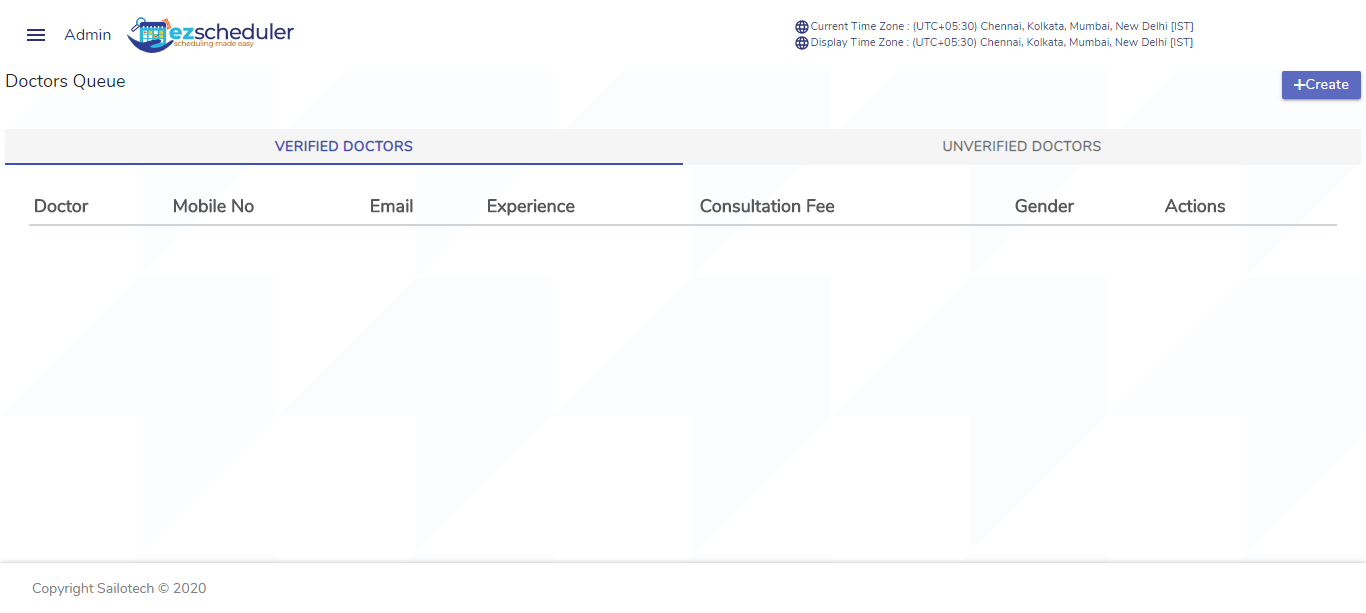 Admin
ezscheduler
scheduling made easy
Current Time Zone : (UTC+05:30) Chennai, Kolkata, Mumbai, New Delhi [IST]
Display Time Zone : (UTC+05:30) Chennai, Kolkata, Mumbai, New Delhi [IST]
Doctors Queue
+Create
VERIFIED DOCTORS
UNVERIFIED DOCTORS
Doctor Mobile No Email Experience Consultation Fee Gender Actions
Copyright Sailotech © 2020